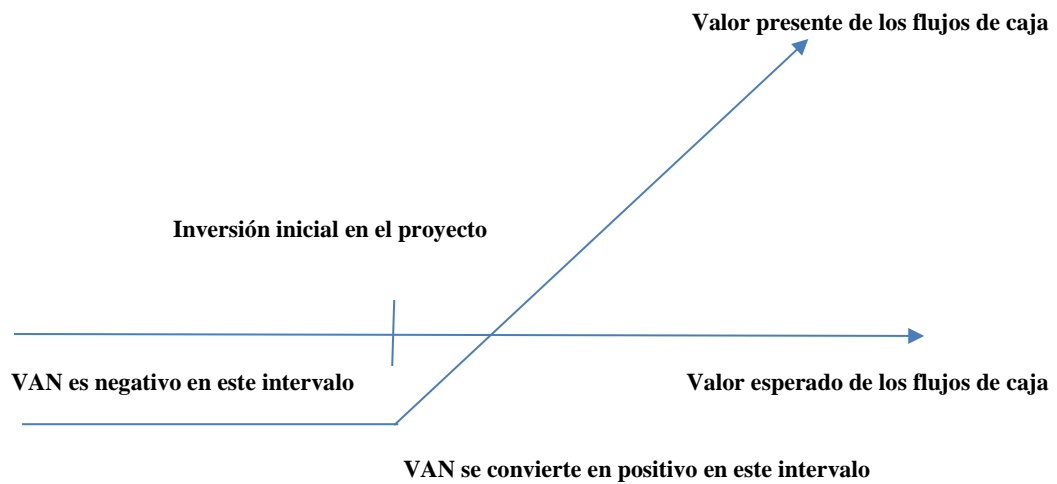 Valor presente de los flujos de caja
Inversión inicial en el proyecto
VAN es negativo en este intervalo
Valor esperado de los flujos de caja
VAN se convierte en positivo en este intervalo